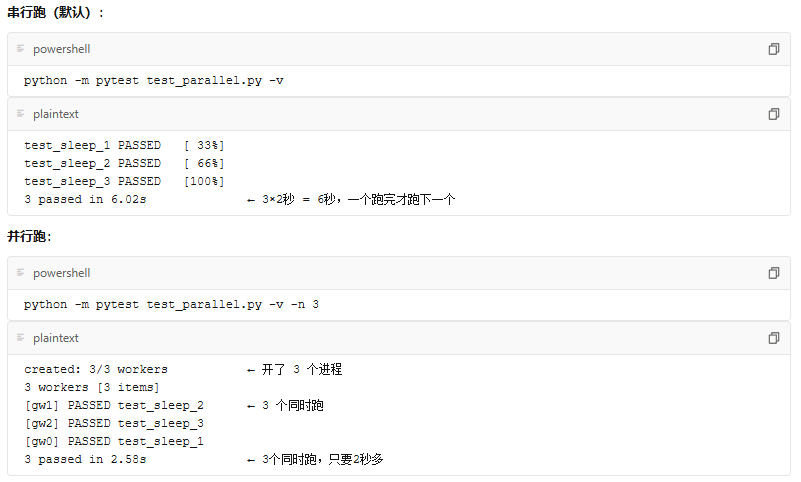 串行跑（默认）:
powershell
python -m pytest test_parallel.py -v
plaintext
test_sleep_1 PASSED   [ 33%]
test_sleep_2 PASSED   [ 66%]
test_sleep_3 PASSED   [100%]
3 passed in 6.02s              ← 3×2秒 = 6秒，一个跑完才跑下一个
并行跑:
powershell
python -m pytest test_parallel.py -v -n 3
plaintext
created: 3/3 workers           ← 开了 3 个进程
3 workers [3 items]
[gw1] PASSED test_sleep_2      ← 3 个同时跑
[gw2] PASSED test_sleep_3
[gw0] PASSED test_sleep_1
3 passed in 2.58s              ← 3个同时跑，只要2秒多